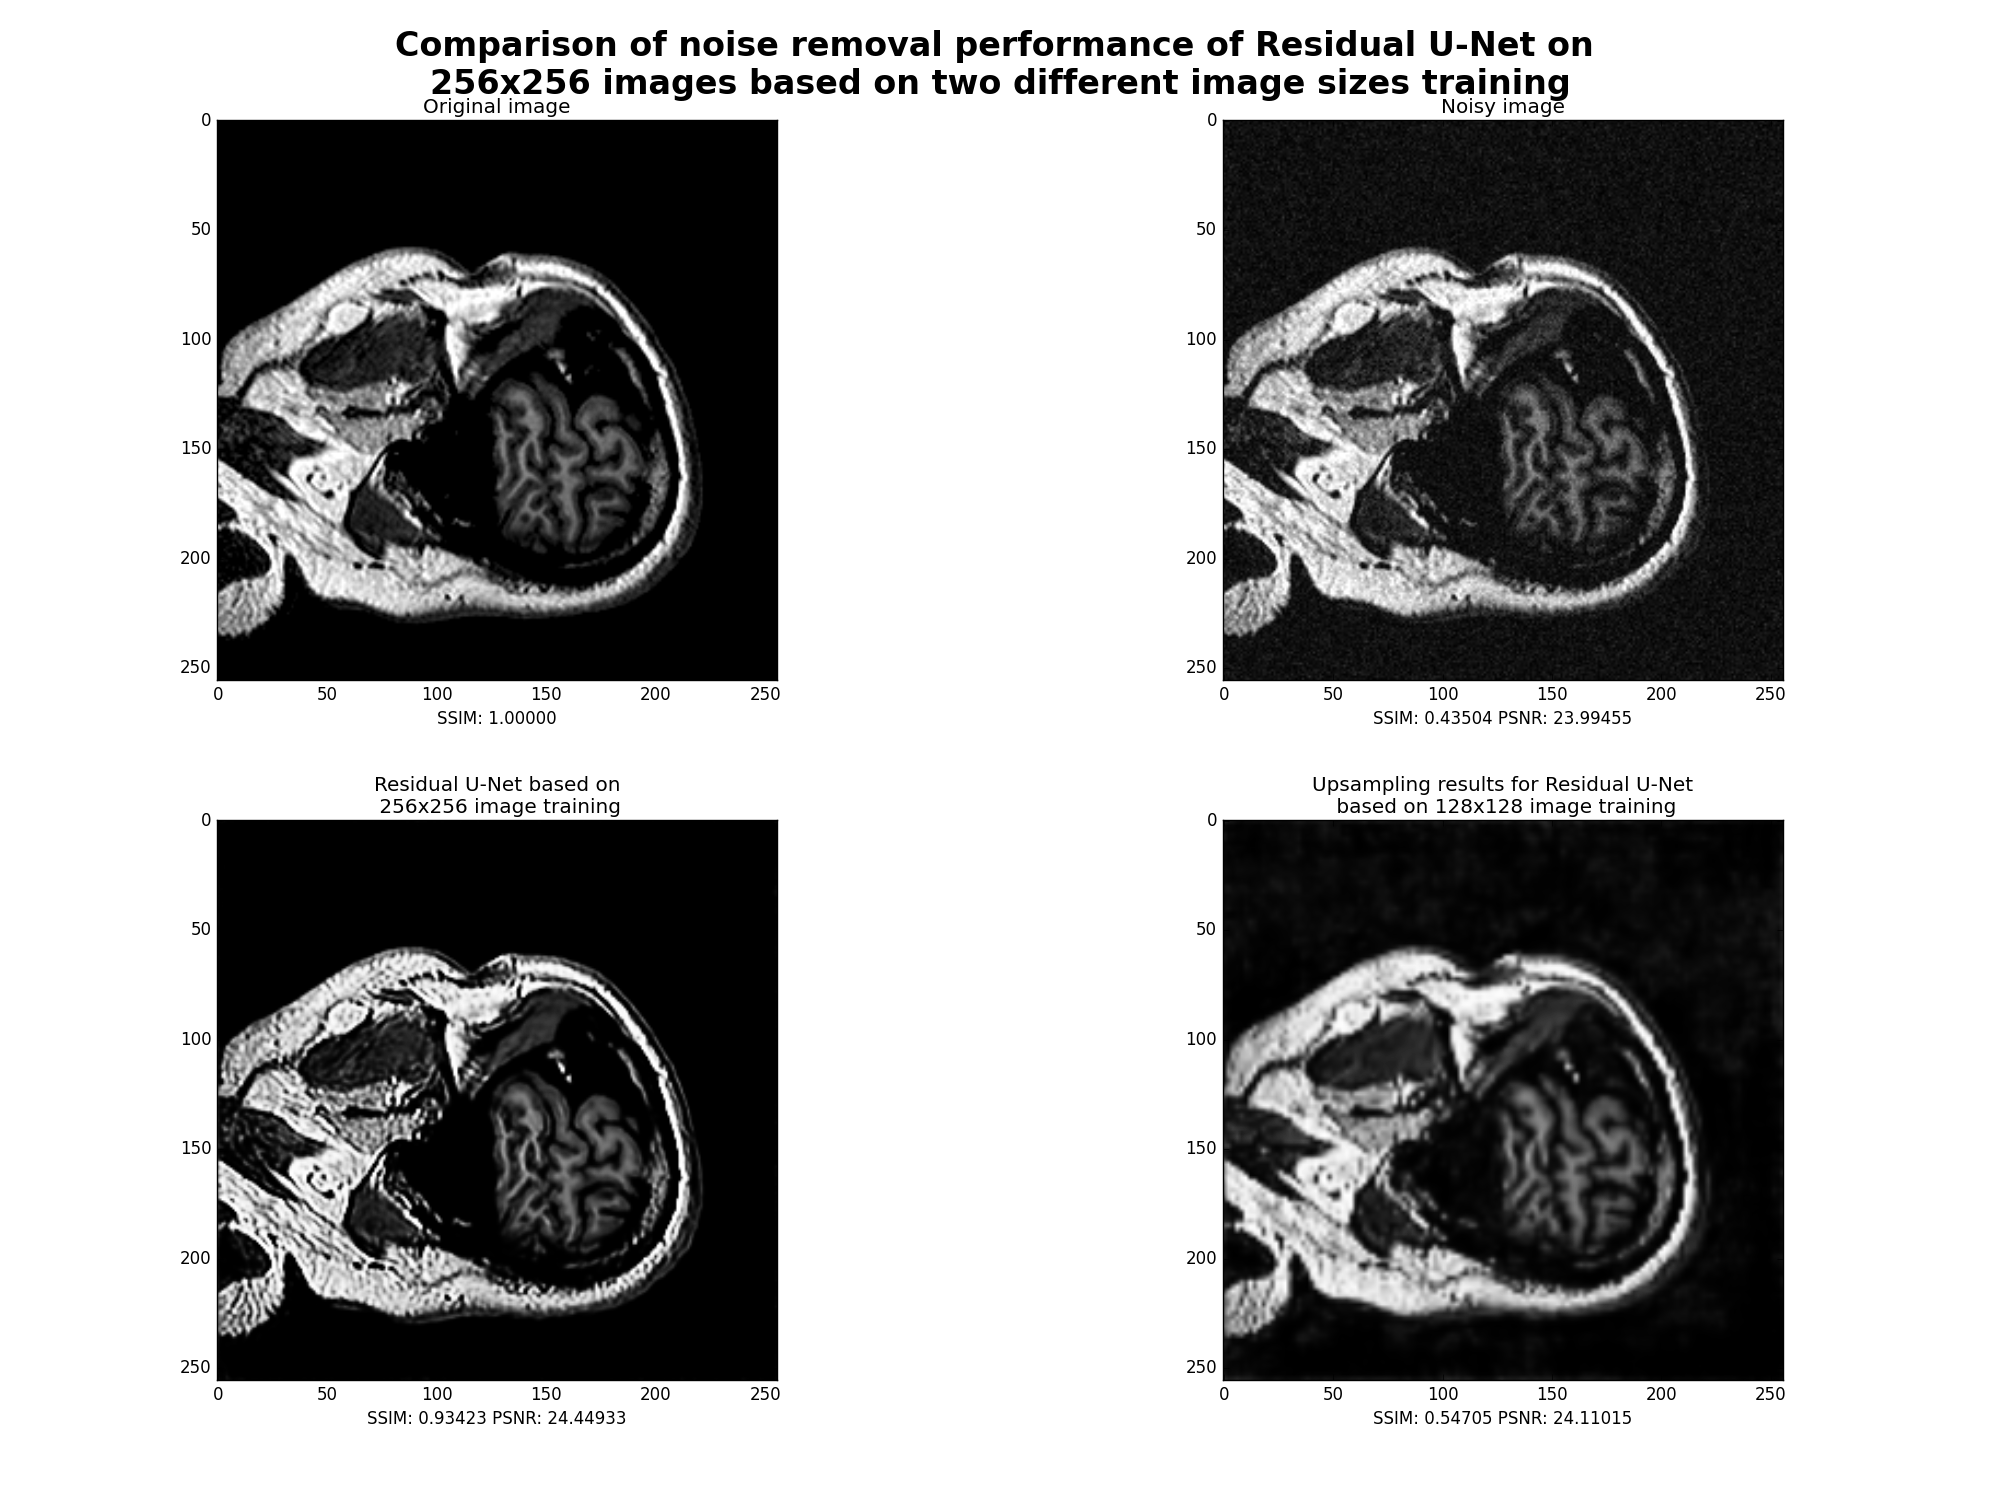 Comparison of noise removal performance of Residual U-Net on
256x256 images based on two different image sizes training
Original image
0
50
100
150
200
250
0 50 100 150 200 250
SSIM: 1.00000
Noisy image
0
50
100
150
200
250
0 50 100 150 200 250
SSIM: 0.43504 PSNR: 23.99455
Residual U-Net based on
256x256 image training
0
50
100
150
200
250
0 50 100 150 200 250
SSIM: 0.93423 PSNR: 24.44933
Upsampling results for Residual U-Net
based on 128x128 image training
0
50
100
150
200
250
0 50 100 150 200 250
SSIM: 0.54705 PSNR: 24.11015